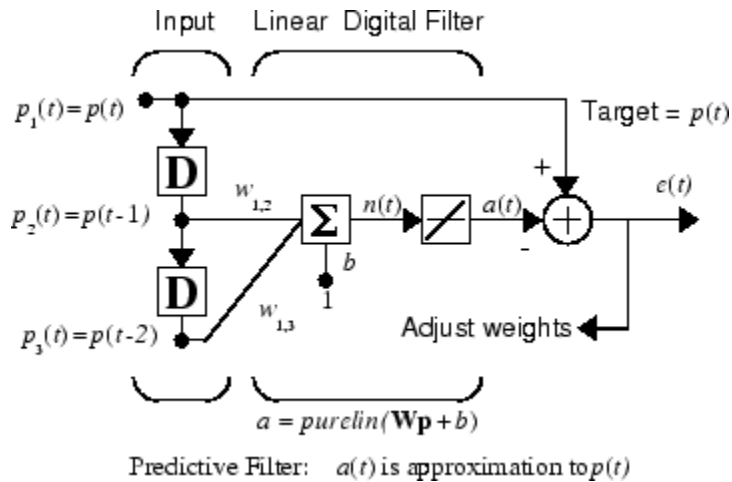 Input Linear Digital Filter
p1(t)=p(t)
Target = p(t)
D
+
e(t)
w1,2
n(t)
a(t)
p2(t)=p(t-1)
Σ
-
b
D
1
w1,3
Adjust weights
p3(t)=p(t-2)
a = purelin(Wp + b)
Predictive Filter: a(t) is approximation to p(t)